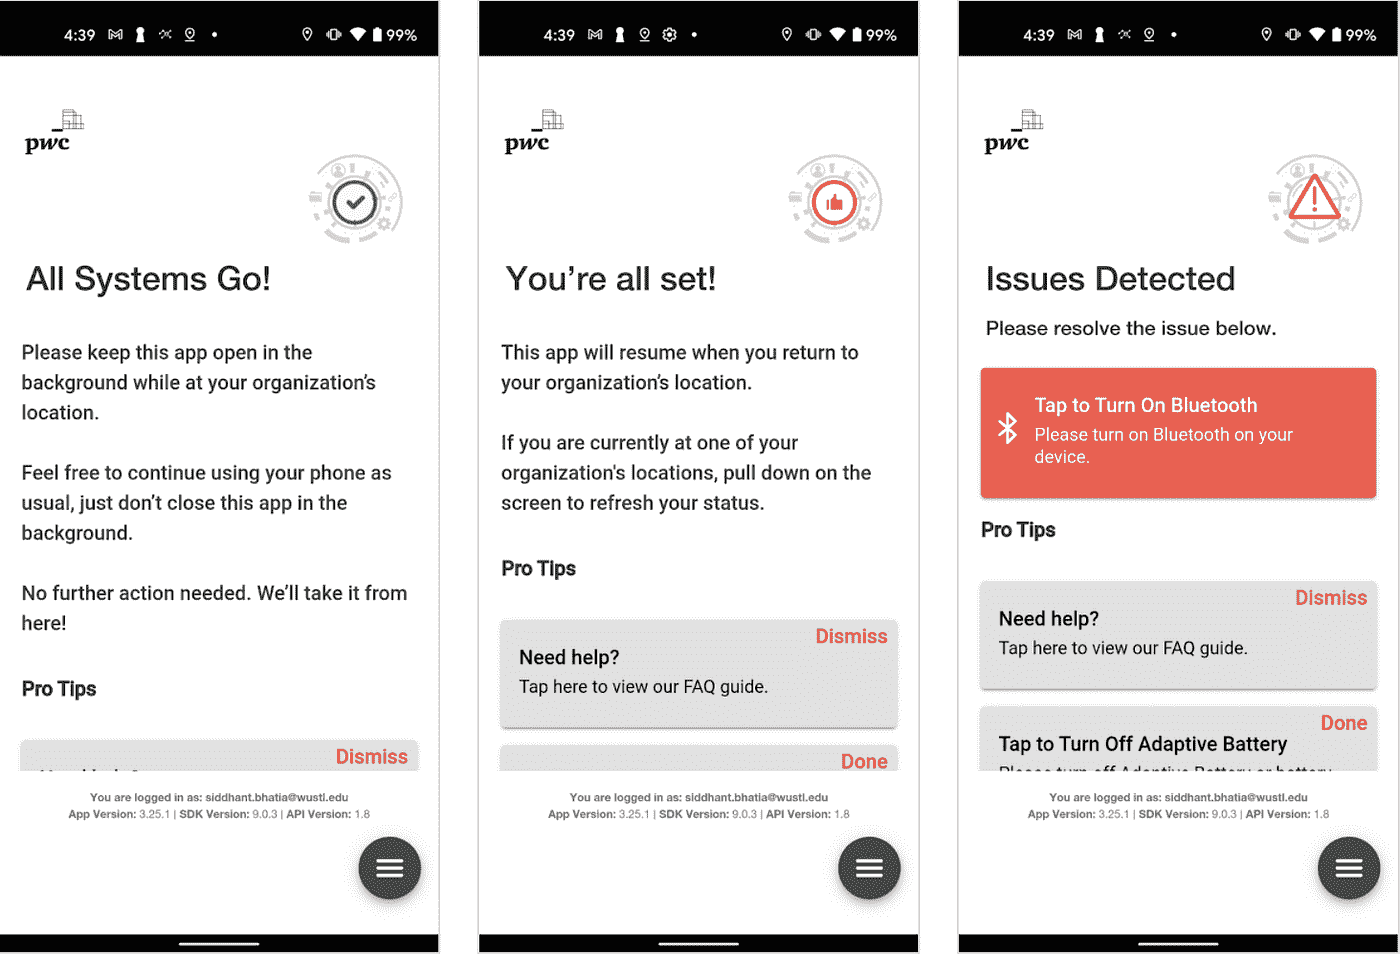 4:39
99%
pwc
All Systems Go!
Please keep this app open in the
background while at your organization’s
location.
Feel free to continue using your phone as
usual, just don’t close this app in the
background.
No further action needed. We’ll take it from
here!
Pro Tips
Dismiss
You are logged in as: siddhant.bhatia@wustl.edu
App Version: 3.25.1 | SDK Version: 9.0.3 | API Version: 1.8
4:39
99%
pwc
You’re all set!
This app will resume when you return to
your organization’s location.
If you are currently at one of your
organization's locations, pull down on the
screen to refresh your status.
Pro Tips
Dismiss
Need help?
Tap here to view our FAQ guide.
Done
You are logged in as: siddhant.bhatia@wustl.edu
App Version: 3.25.1 | SDK Version: 9.0.3 | API Version: 1.8
4:39
99%
pwc
Issues Detected
Please resolve the issue below.
Tap to Turn On Bluetooth
Please turn on Bluetooth on your
device.
Pro Tips
Dismiss
Need help?
Tap here to view our FAQ guide.
Done
Tap to Turn Off Adaptive Battery
Please turn off Adaptive Battery or battery
You are logged in as: siddhant.bhatia@wustl.edu
App Version: 3.25.1 | SDK Version: 9.0.3 | API Version: 1.8